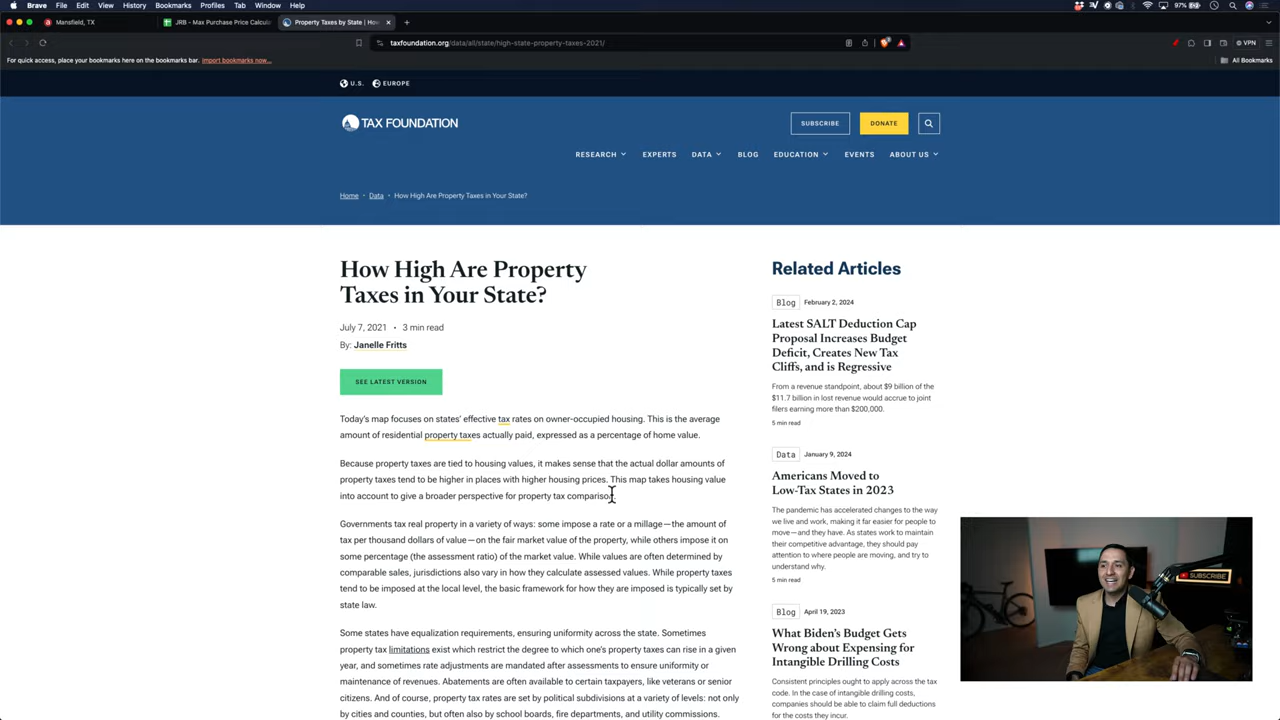 Brave File Edit View History Bookmarks Profiles Tab Window Help
97%
Mansfield, TX
JRB - Max Purchase Price Calcula
Property Taxes by State | How
taxfoundation.org/data/all/state/high-state-property-taxes-2021/
VPN
For quick access, place your bookmarks here on the bookmarks bar. Import bookmarks now...
All Bookmarks
U.S. EUROPE
TAX FOUNDATION
SUBSCRIBE
DONATE
RESEARCH EXPERTS DATA BLOG EDUCATION EVENTS ABOUT US
Home • Data • How High Are Property Taxes in Your State?
How High Are Property
Taxes in Your State?
July 7, 2021 • 3 min read
By: Janelle Fritts
SEE LATEST VERSION
Today's map focuses on states' effective tax rates on owner-occupied housing. This is the average
amount of residential property taxes actually paid, expressed as a percentage of home value.
Because property taxes are tied to housing values, it makes sense that the actual dollar amounts of
property taxes tend to be higher in places with higher housing prices. This map takes housing value
into account to give a broader perspective for property tax comparison.
Governments tax real property in a variety of ways: some impose a rate or a millage—the amount of
tax per thousand dollars of value—on the fair market value of the property, while others impose it on
some percentage (the assessment ratio) of the market value. While values are often determined by
comparable sales, jurisdictions also vary in how they calculate assessed values. While property taxes
tend to be imposed at the local level, the basic framework for how they are imposed is typically set by
state law.
Some states have equalization requirements, ensuring uniformity across the state. Sometimes
property tax limitations exist which restrict the degree to which one's property taxes can rise in a given
year, and sometimes rate adjustments are mandated after assessments to ensure uniformity or
maintenance of revenues. Abatements are often available to certain taxpayers, like veterans or senior
citizens. And of course, property tax rates are set by political subdivisions at a variety of levels: not only
by cities and counties, but often also by school boards, fire departments, and utility commissions.
Related Articles
Blog February 2, 2024
Latest SALT Deduction Cap
Proposal Increases Budget
Deficit, Creates New Tax
Cliffs, and is Regressive
From a revenue standpoint, about $9 billion of the
$11.7 billion in lost revenue would accrue to joint
filers earning more than $200,000.
5 min read
Data January 9, 2024
Americans Moved to
Low-Tax States in 2023
The pandemic has accelerated changes to the way
we live and work, making it far easier for people to
move—and they have. As states work to maintain
their competitive advantage, they should pay
attention to where people are moving, and try to
understand why.
5 min read
Blog April 19, 2023
What Biden's Budget Gets
Wrong about Expensing for
Intangible Drilling Costs
Consistent principles ought to apply across the tax
code. In the case of intangible drilling costs,
companies should be able to claim full deductions
for the costs they incur.
SUBSCRIBE